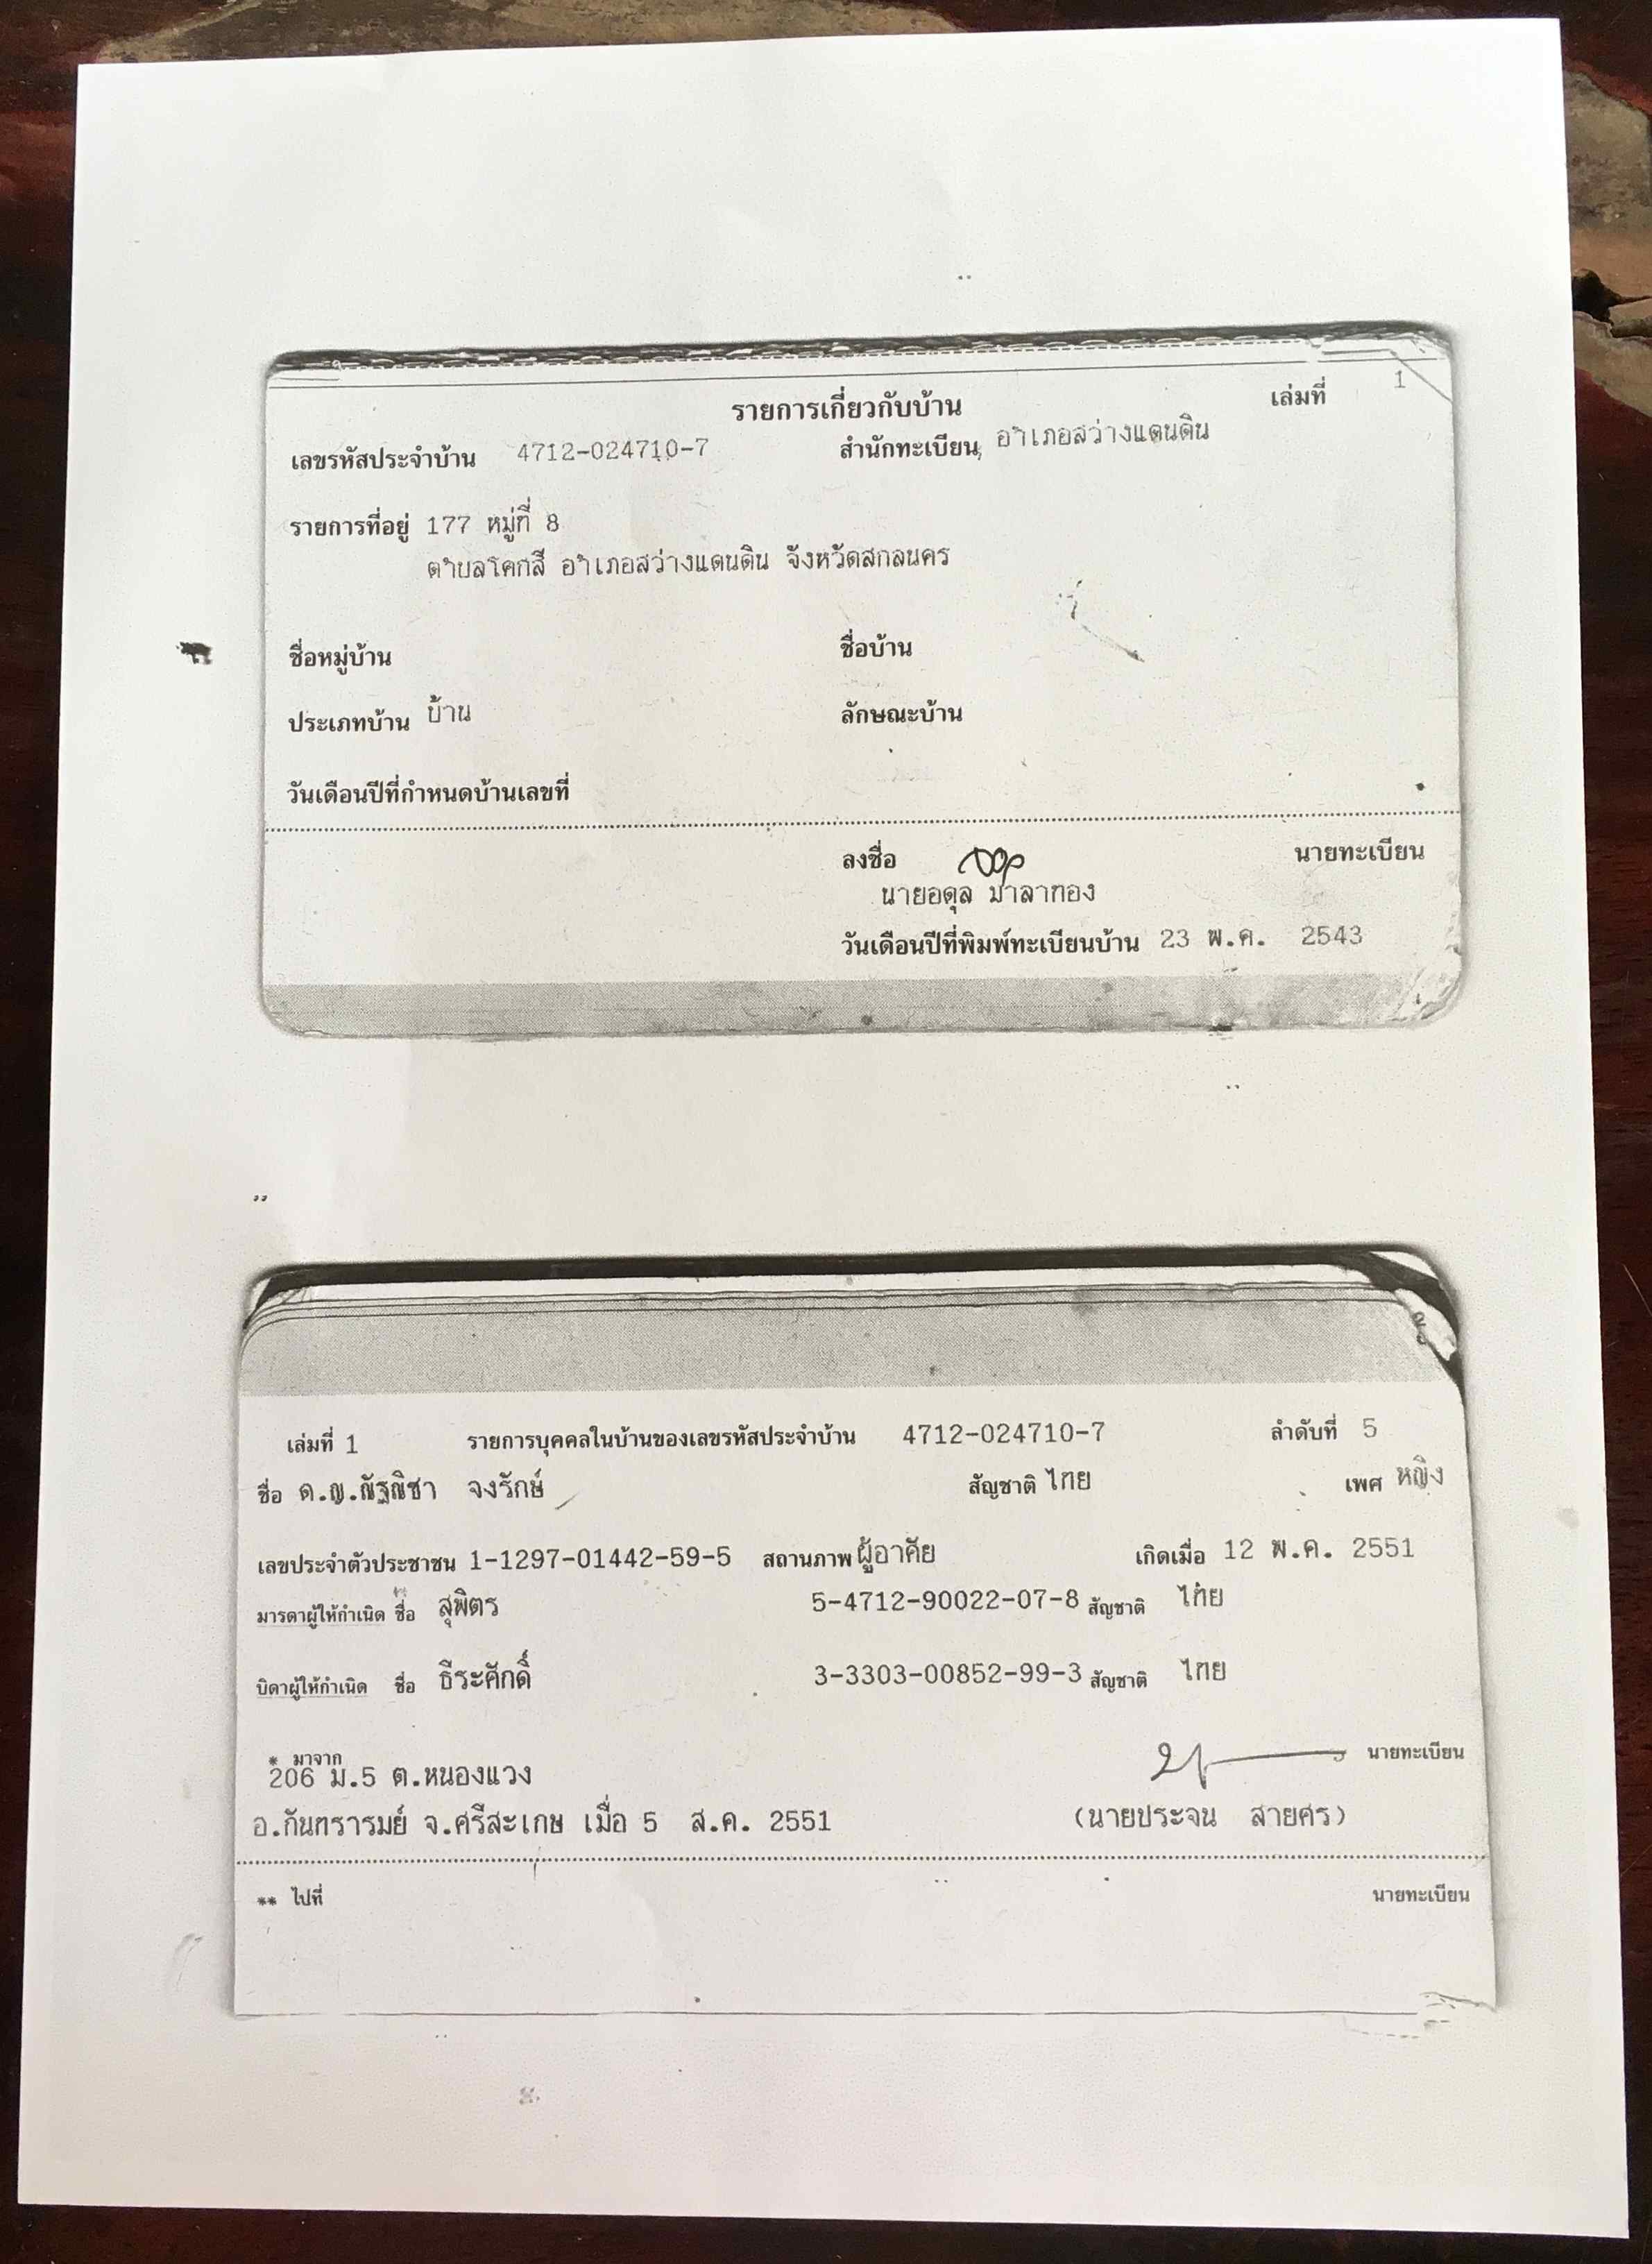 รายการเกี่ยวกับบ้าน เล่มที่ 1
เลขรหัสประจำบ้าน 4712-024710-7 สำนักทะเบียน อำเภอสว่างแดนดิน
รายการที่อยู่ 177 หมู่ที่ 8
ตำบลโคกสี อำเภอสว่างแดนดิน จังหวัดสกลนคร
ชื่อหมู่บ้าน ชื่อบ้าน
ประเภทบ้าน บ้าน ลักษณะบ้าน
วันเดือนปีที่กำหนดบ้านเลขที่
ลงชื่อ นายทะเบียน
นายอดุล มาลาทอง
วันเดือนปีที่พิมพ์ทะเบียนบ้าน 23 พ.ค. 2543
เล่มที่ 1 รายการบุคคลในบ้านของเลขรหัสประจำบ้าน 4712-024710-7 ลำดับที่ 5
ชื่อ ด.ญ.ณัฐณิชา จงรักษ์ สัญชาติ ไทย เพศ หญิง
เลขประจำตัวประชาชน 1-1297-01442-59-5 สถานภาพ ผู้อาศัย เกิดเมื่อ 12 พ.ค. 2551
มารดาผู้ให้กำเนิด ชื่อ สุพิตร 5-4712-90022-07-8 สัญชาติ ไทย
บิดาผู้ให้กำเนิด ชื่อ ธีระศักดิ์ 3-3303-00852-99-3 สัญชาติ ไทย
* มาจาก นายทะเบียน
206 ม.5 ต.หนองแวง
อ.กันทรารมย์ จ.ศรีสะเกษ เมื่อ 5 ส.ค. 2551 (นายประจน สายศร)
** ไปที่ นายทะเบียน